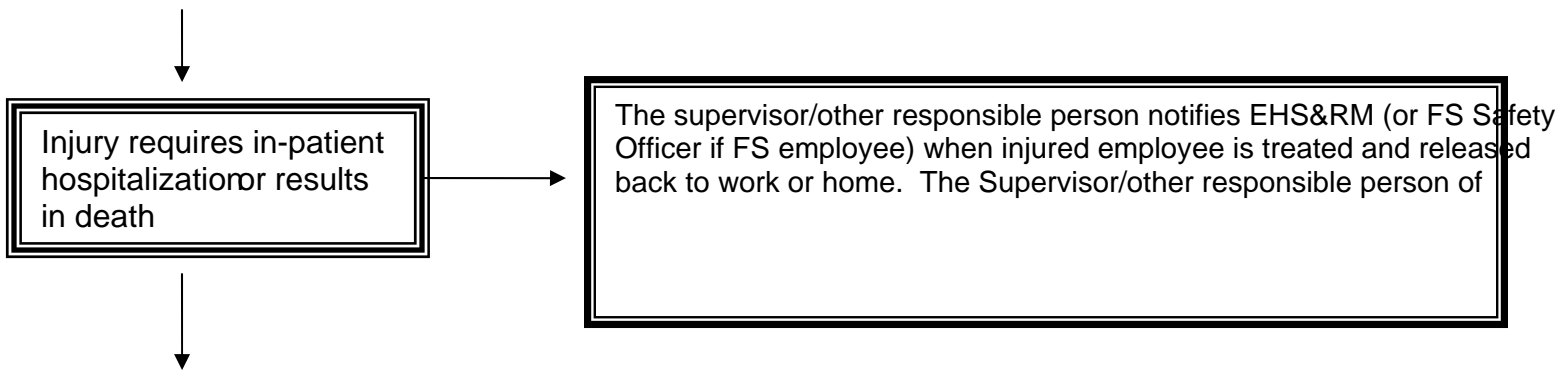 Injury requires in-patient
hospitalization or results
in death
The supervisor/other responsible person notifies EHS&RM (or FS Safety
Officer if FS employee) when injured employee is treated and released
back to work or home.  The Supervisor/other responsible person of